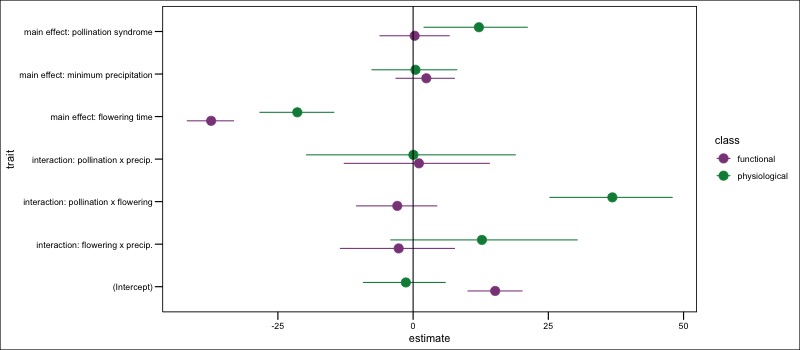 main effect: pollination syndrome
main effect: minimum precipitation
main effect: flowering time
interaction: pollination x precip.
interaction: pollination x flowering
interaction: flowering x precip.
(Intercept)
trait
-25
0
25
50
estimate
class
functional
physiological